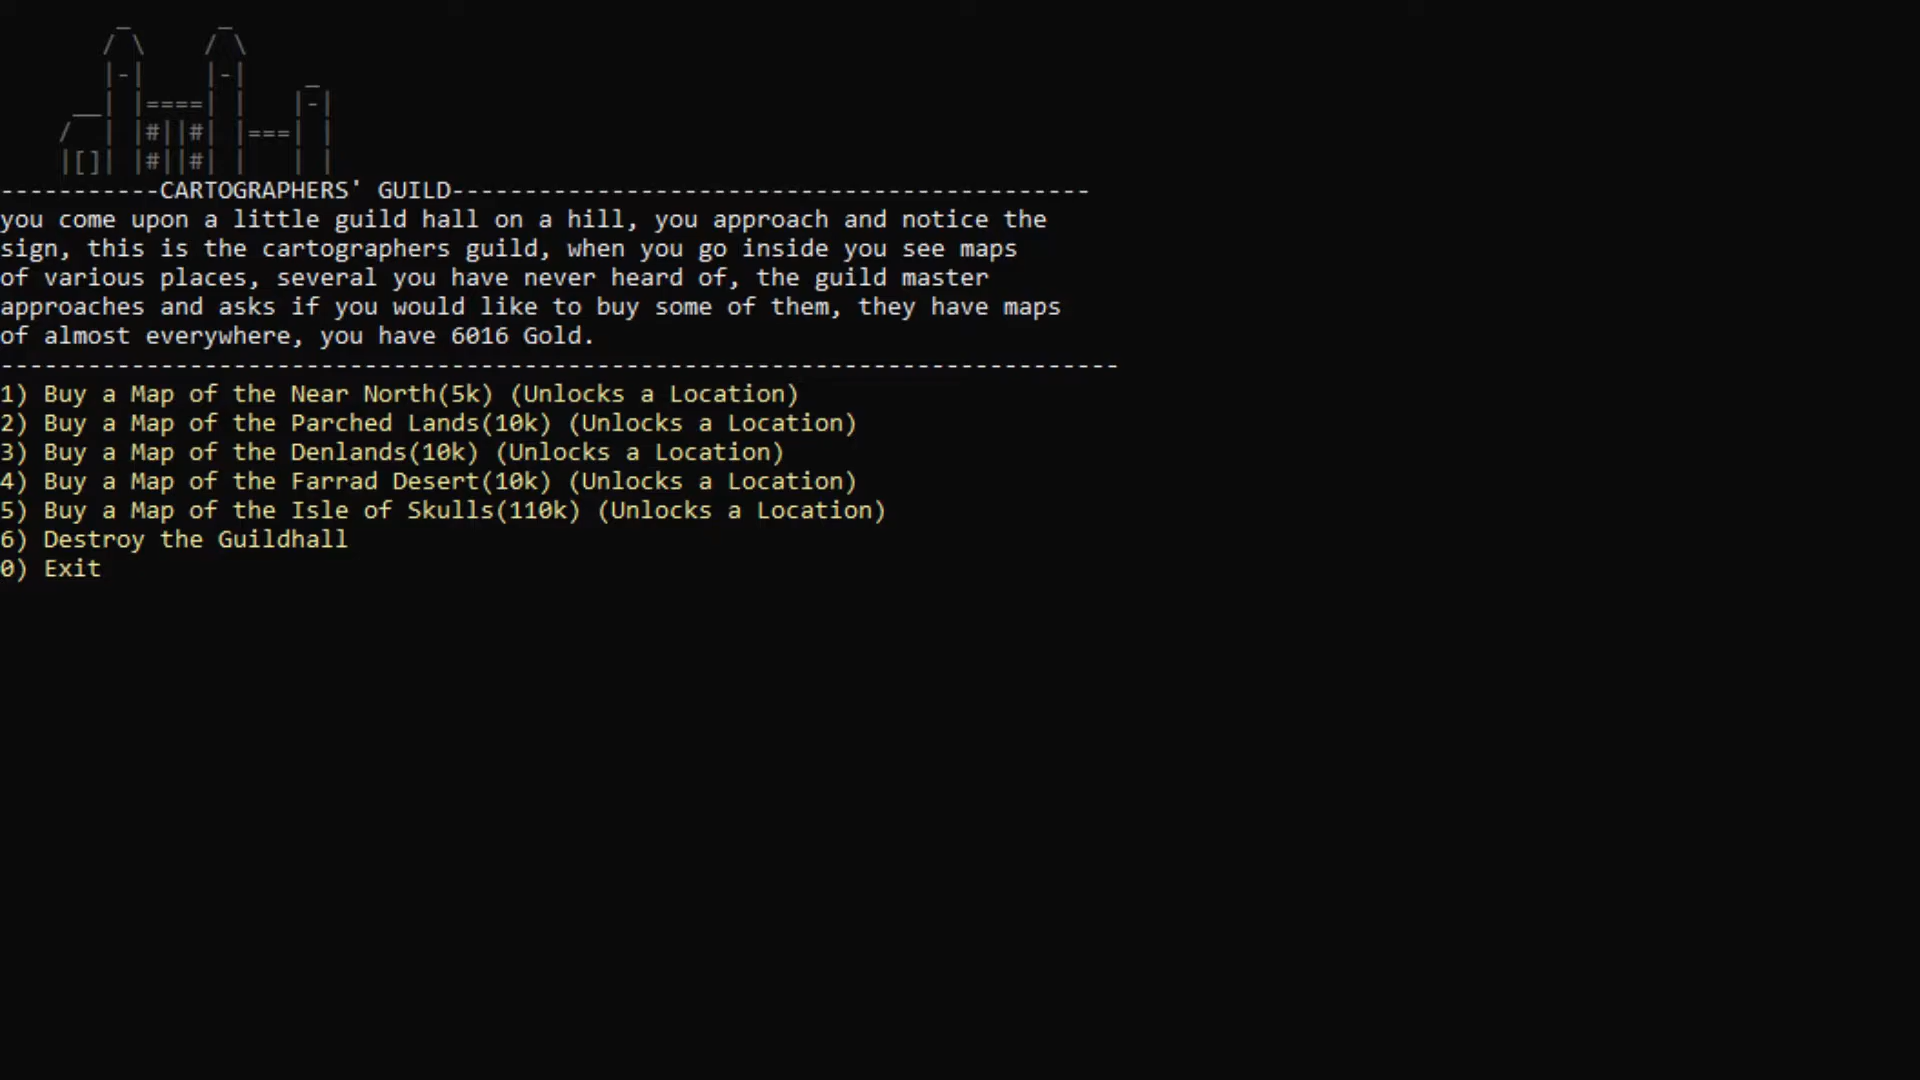 -----------CARTOGRAPHERS' GUILD--------------------------------------------
you come upon a little guild hall on a hill, you approach and notice the
sign, this is the cartographers guild, when you go inside you see maps
of various places, several you have never heard of, the guild master
approaches and asks if you would like to buy some of them, they have maps
of almost everywhere, you have 6016 Gold.
-----------------------------------------------------------------------------
1) Buy a Map of the Near North(5k) (Unlocks a Location)
2) Buy a Map of the Parched Lands(10k) (Unlocks a Location)
3) Buy a Map of the Denlands(10k) (Unlocks a Location)
4) Buy a Map of the Farrad Desert(10k) (Unlocks a Location)
5) Buy a Map of the Isle of Skulls(110k) (Unlocks a Location)
6) Destroy the Guildhall
0) Exit